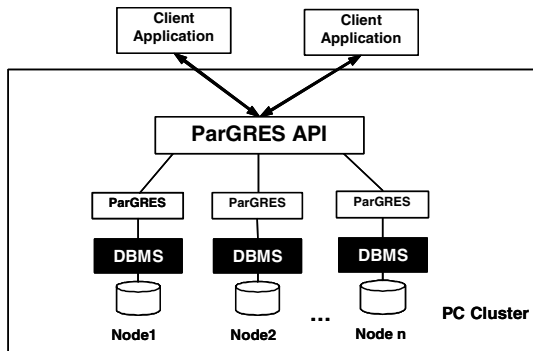 Client
Application
Client
Application
ParGRES API
ParGRES
ParGRES
ParGRES
DBMS
DBMS
DBMS
Node1
Node2
...
Node n
PC Cluster